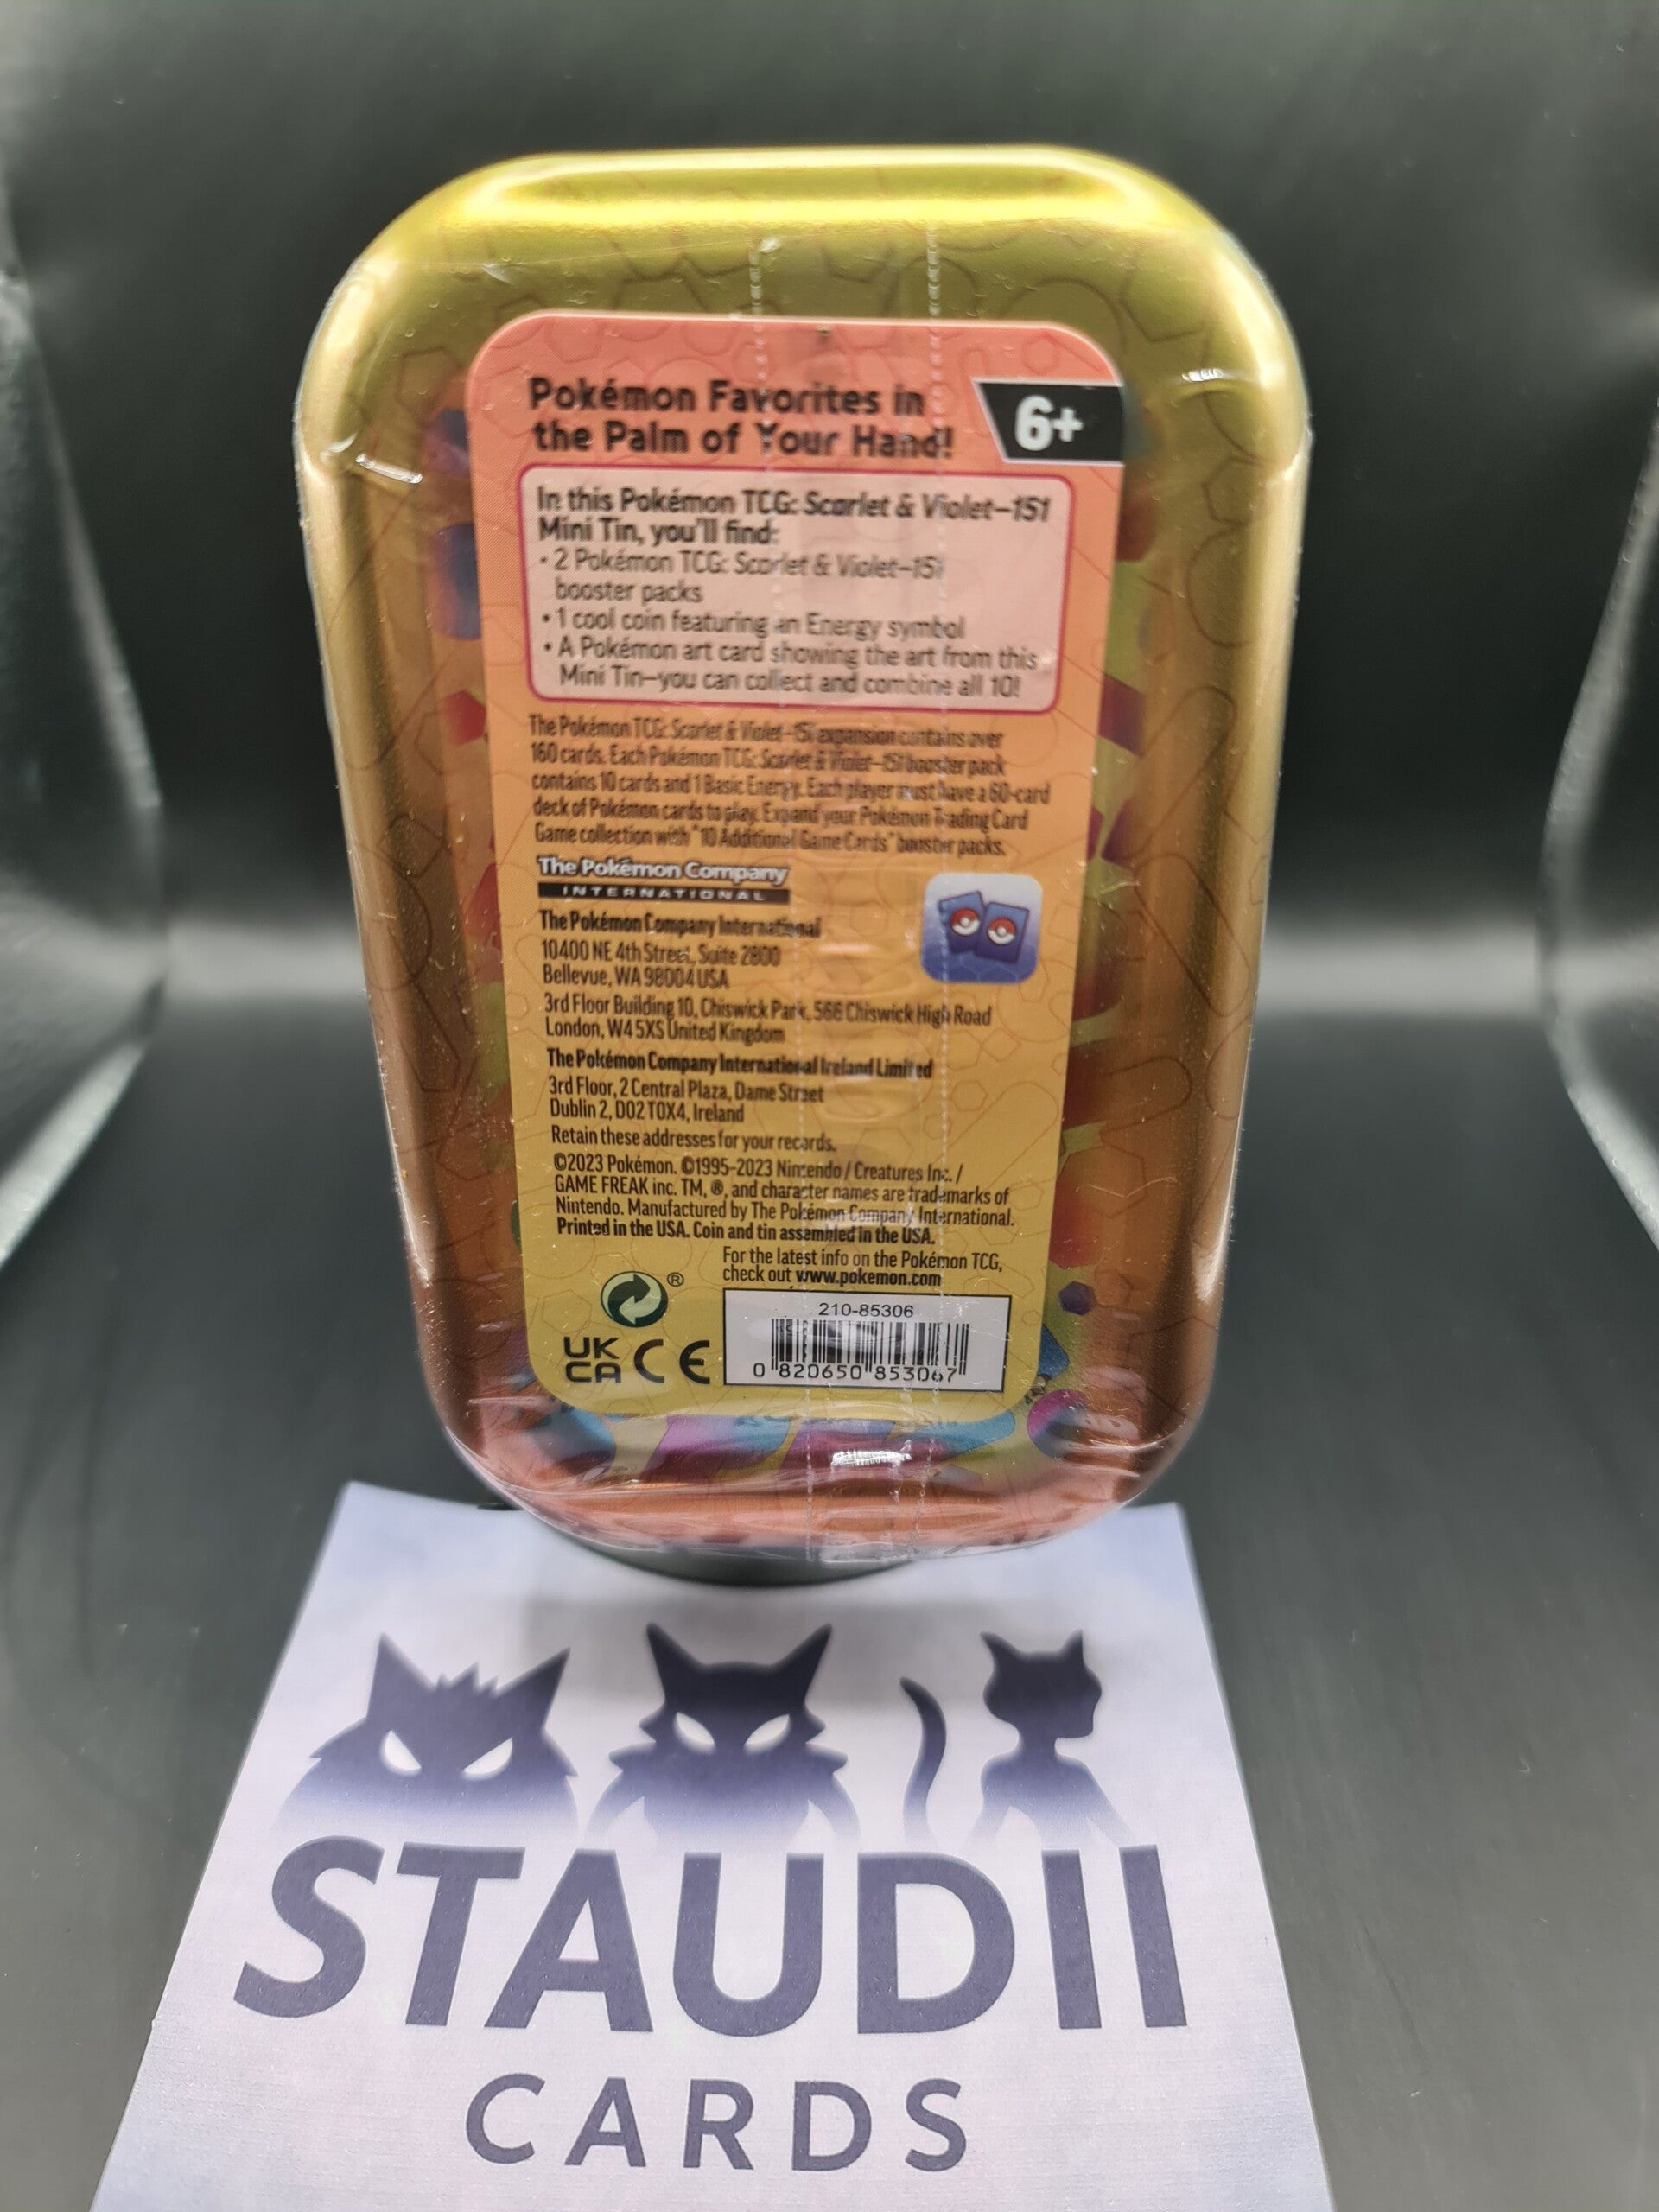 Pokémon Favorites in
the Palm of Your Hand!
6+
In this Pokémon TCG: Scarlet & Violet–151
Mini Tin, you'll find:
• 2 Pokémon TCG: Scarlet & Violet–151
booster packs
• 1 cool coin featuring an Energy symbol
• A Pokémon art card showing the art from this
Mini Tin—you can collect and combine all 10!
The Pokémon TCG: Scarlet & Violet–151 expansion contains over
160 cards. Each Pokémon TCG: Scarlet & Violet–151 booster pack
contains 10 cards and 1 Basic Energy. Each player must have a 60-card
deck of Pokémon cards to play. Expand your Pokémon Trading Card
Game collection with "10 Additional Game Cards" booster packs.
The Pokémon Company
INTERNATIONAL
The Pokémon Company International
10400 NE 4th Street, Suite 2800
Bellevue, WA 98004 USA
3rd Floor Building 10, Chiswick Park, 566 Chiswick High Road
London, W4 5XS United Kingdom
The Pokémon Company International Ireland Limited
3rd Floor, 2 Central Plaza, Dame Street
Dublin 2, D02 T0X4, Ireland
Retain these addresses for your records.
©2023 Pokémon. ©1995–2023 Nintendo / Creatures Inc. /
GAME FREAK inc. TM, ®, and character names are trademarks of
Nintendo. Manufactured by The Pokémon Company International.
Printed in the USA. Coin and tin assembled in the USA.
For the latest info on the Pokémon TCG,
check out www.pokemon.com
®
UK
CA CE
210-85306
0 820650 853067
STAUDII
CARDS